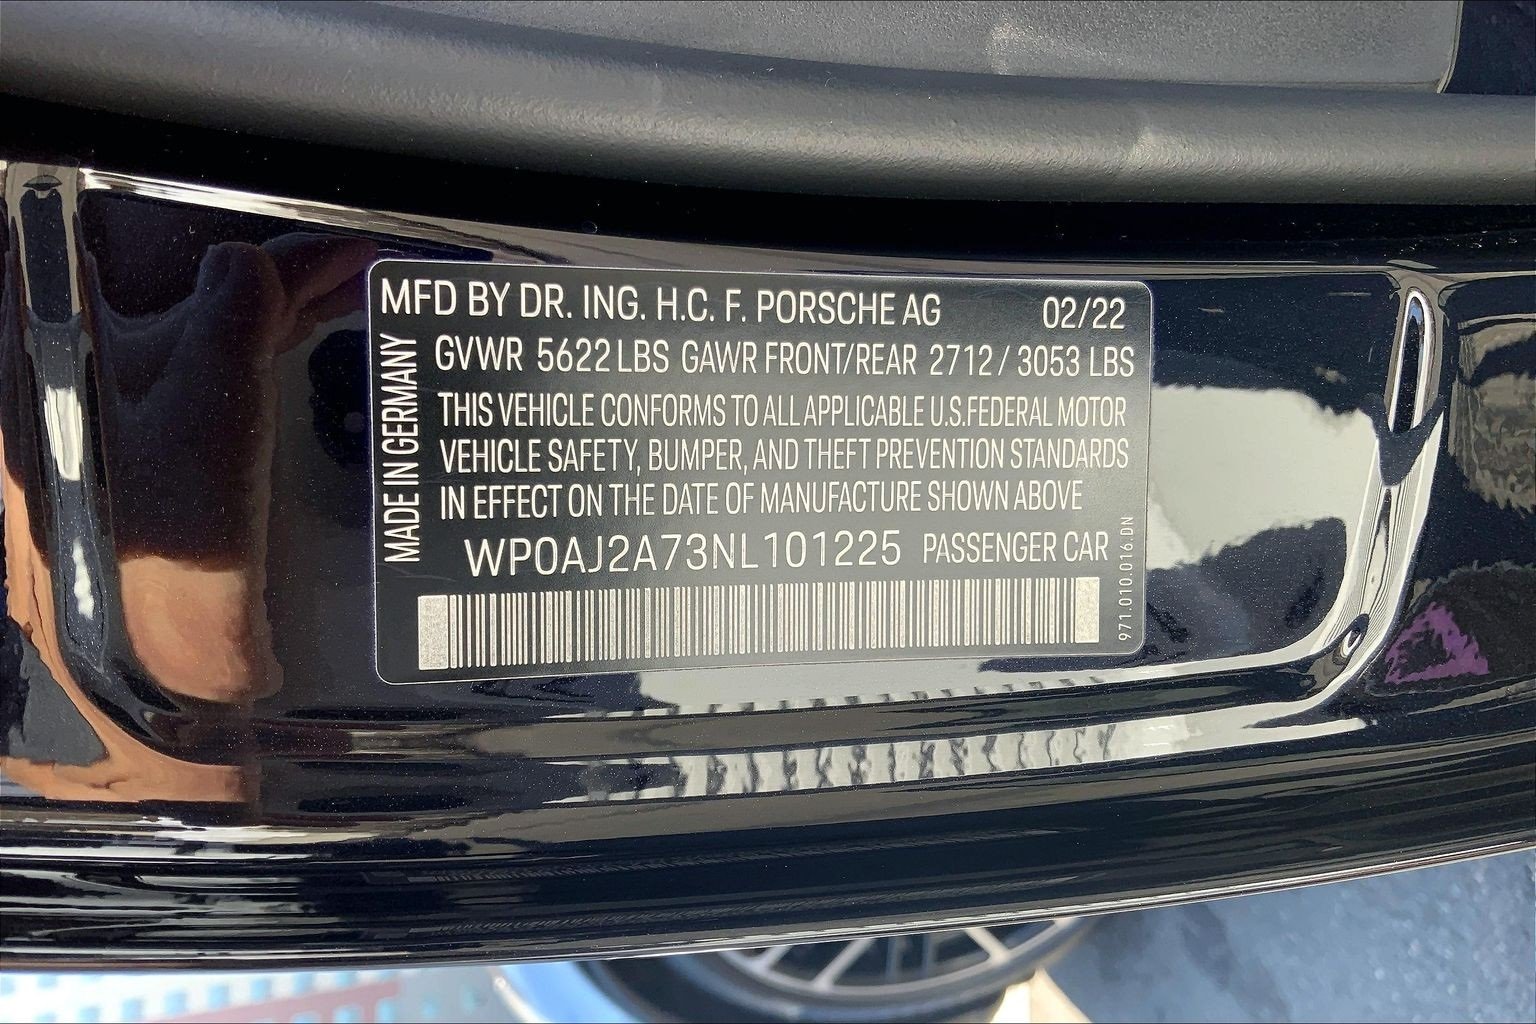 MFD BY DR. ING. H.C. F. PORSCHE AG 02/22
GVWR 5622 LBS GAWR FRONT/REAR 2712 / 3053 LBS
THIS VEHICLE CONFORMS TO ALL APPLICABLE U.S.FEDERAL MOTOR
VEHICLE SAFETY, BUMPER, AND THEFT PREVENTION STANDARDS
IN EFFECT ON THE DATE OF MANUFACTURE SHOWN ABOVE
WP0AJ2A73NL101225 PASSENGER CAR
MADE IN GERMANY
971.010.016.DN